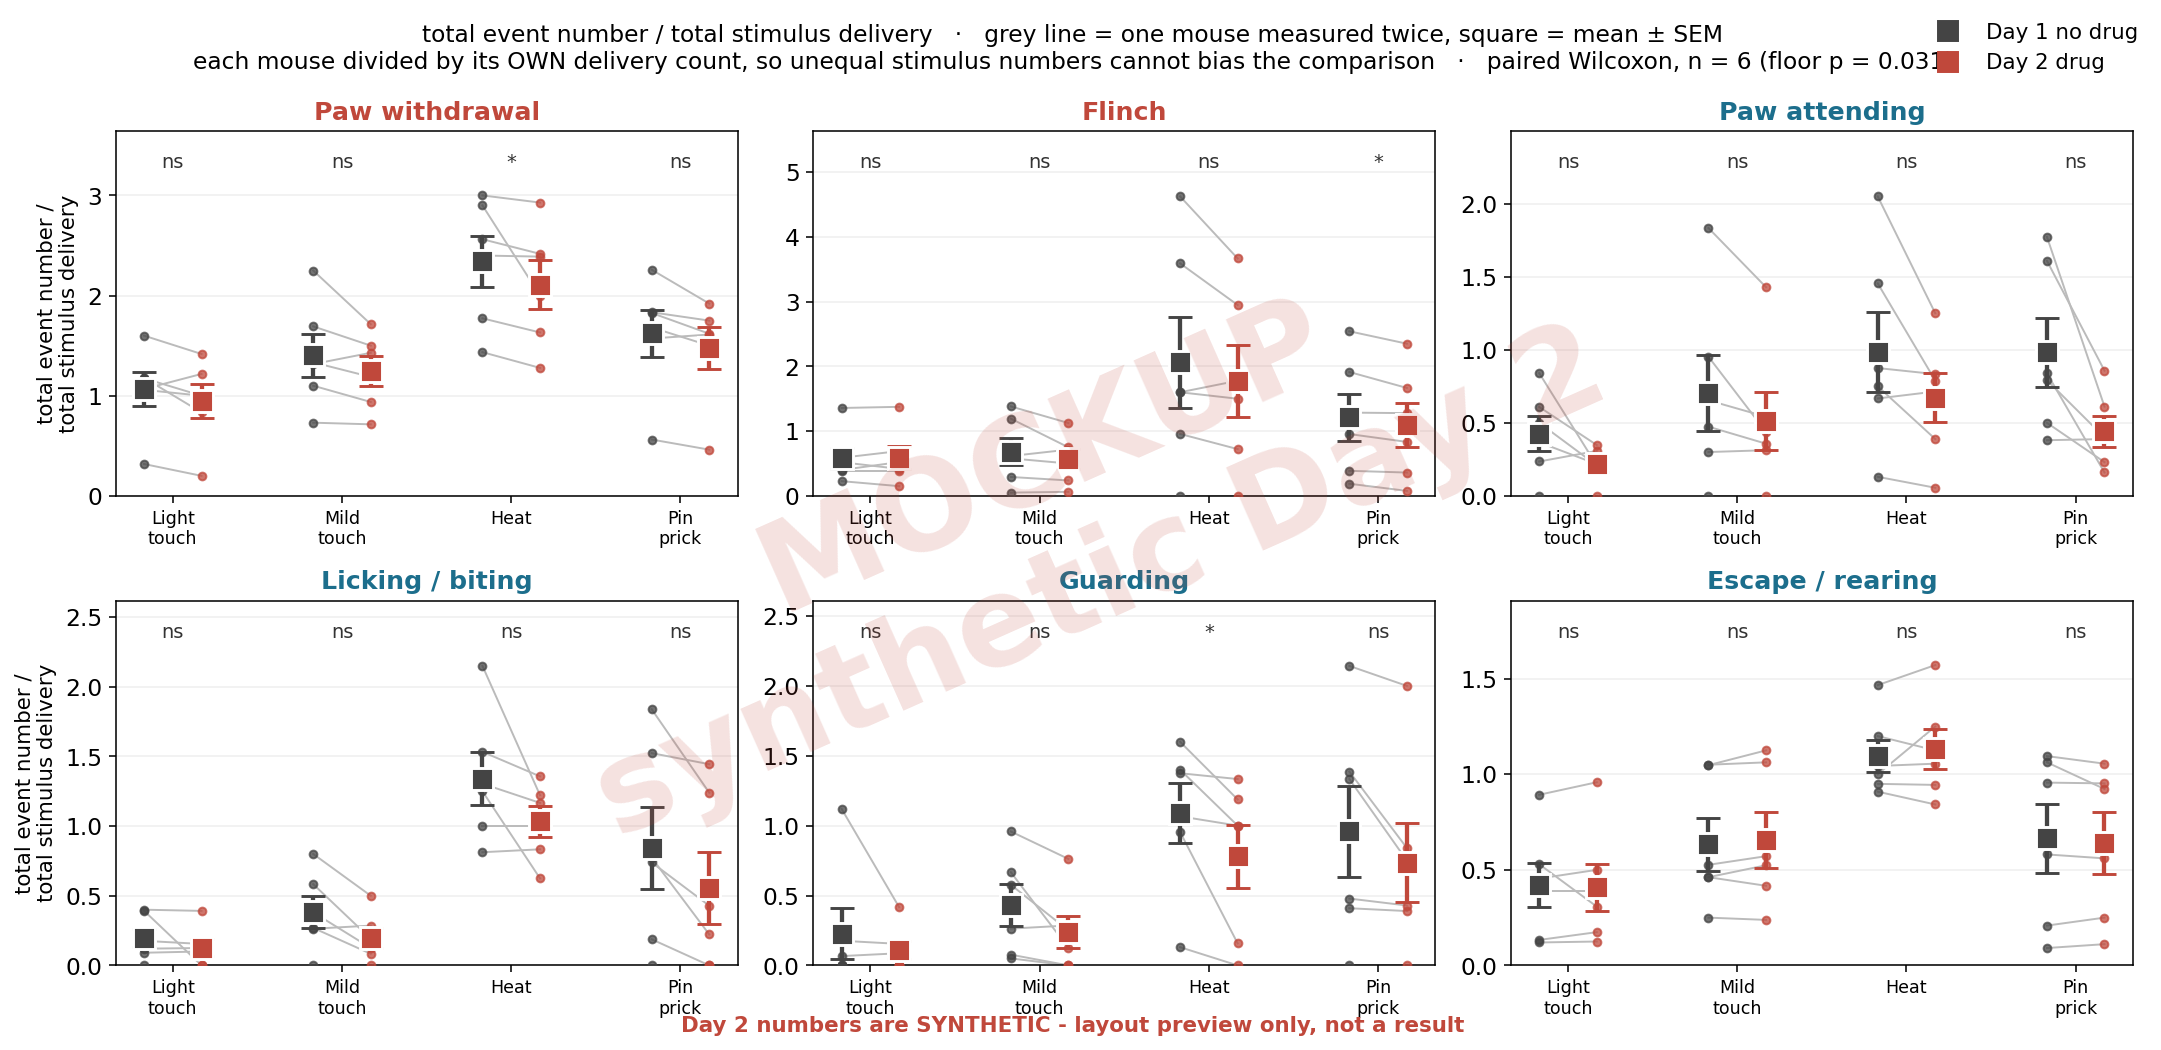 total event number / total stimulus delivery · grey line = one mouse measured twice, square = mean ± SEM
each mouse divided by its OWN delivery count, so unequal stimulus numbers cannot bias the comparison · paired Wilcoxon, n = 6 (floor p = 0.031
Day 1 no drug
Day 2 drug
Paw withdrawal
Flinch
Paw attending
total event number /
total stimulus delivery
3
2
1
0
ns
ns
*
ns
Light
touch
Mild
touch
Heat
Pin
prick
5
4
3
2
1
0
ns
ns
ns
*
Light
touch
Mild
touch
Heat
Pin
prick
2.0
1.5
1.0
0.5
0.0
ns
ns
ns
ns
Light
touch
Mild
touch
Heat
Pin
prick
MOCKUP
synthetic Day 2
Licking / biting
Guarding
Escape / rearing
total event number /
total stimulus delivery
2.5
2.0
1.5
1.0
0.5
0.0
ns
ns
ns
ns
Light
touch
Mild
touch
Heat
Pin
prick
2.5
2.0
1.5
1.0
0.5
0.0
ns
ns
*
ns
Light
touch
Mild
touch
Heat
Pin
prick
1.5
1.0
0.5
0.0
ns
ns
ns
ns
Light
touch
Mild
touch
Heat
Pin
prick
Day 2 numbers are SYNTHETIC - layout preview only, not a result